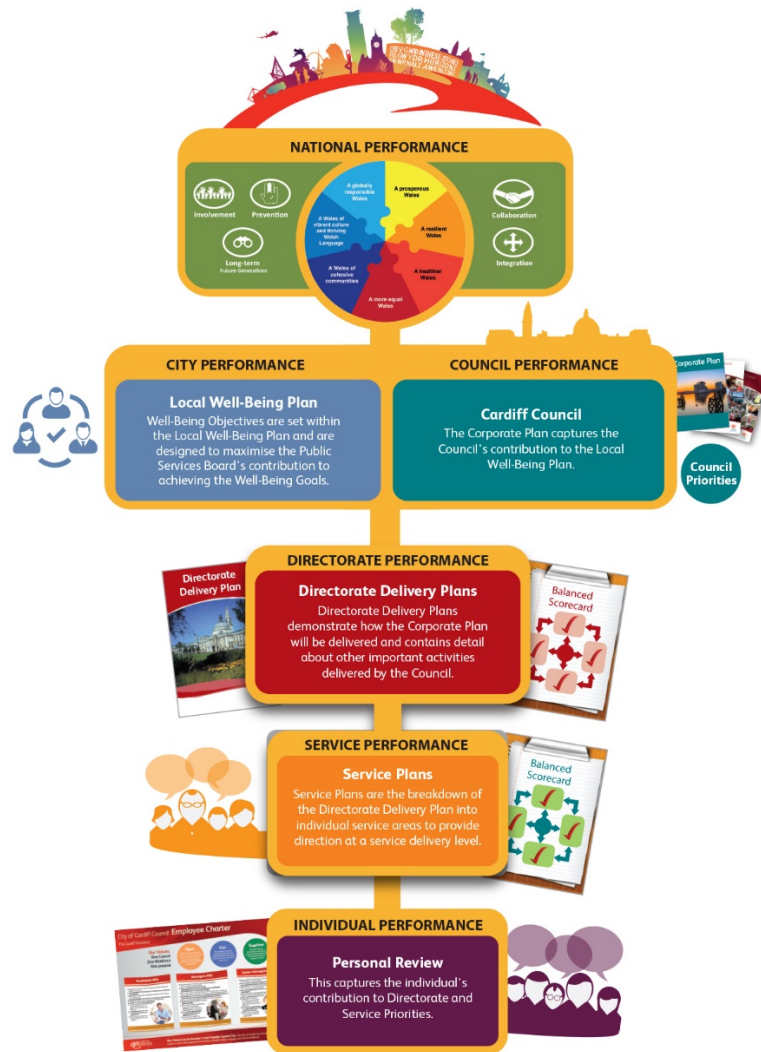 NATIONAL PERFORMANCE
Involvement
Prevention
Long-term
Future Generations
A globally
responsible
Wales
A prosperous
Wales
A Wales of
vibrant culture
and thriving
Welsh
Language
A resilient
Wales
A Wales of
cohesive
communities
A healthier
Wales
A more equal
Wales
Collaboration
Integration
CITY PERFORMANCE
Local Well-Being Plan
Well-Being Objectives are set within
the Local Well-Being Plan and are
designed to maximise the Public
Services Board's contribution to
achieving the Well-Being Goals.
COUNCIL PERFORMANCE
Cardiff Council
The Corporate Plan captures the
Council's contribution to the Local
Well-Being Plan.
Corporate Plan
Council
Priorities
Directorate
Delivery Plan
DIRECTORATE PERFORMANCE
Directorate Delivery Plans
Directorate Delivery Plans
demonstrate how the Corporate Plan
will be delivered and contains detail
about other important activities
delivered by the Council.
Balanced
Scorecard
SERVICE PERFORMANCE
Service Plans
Service Plans are the breakdown of
the Directorate Delivery Plan into
individual service areas to provide
direction at a service delivery level.
Balanced
Scorecard
City of Cardiff Council Employee Charter
INDIVIDUAL PERFORMANCE
Personal Review
This captures the individual's
contribution to Directorate and
Service Priorities.